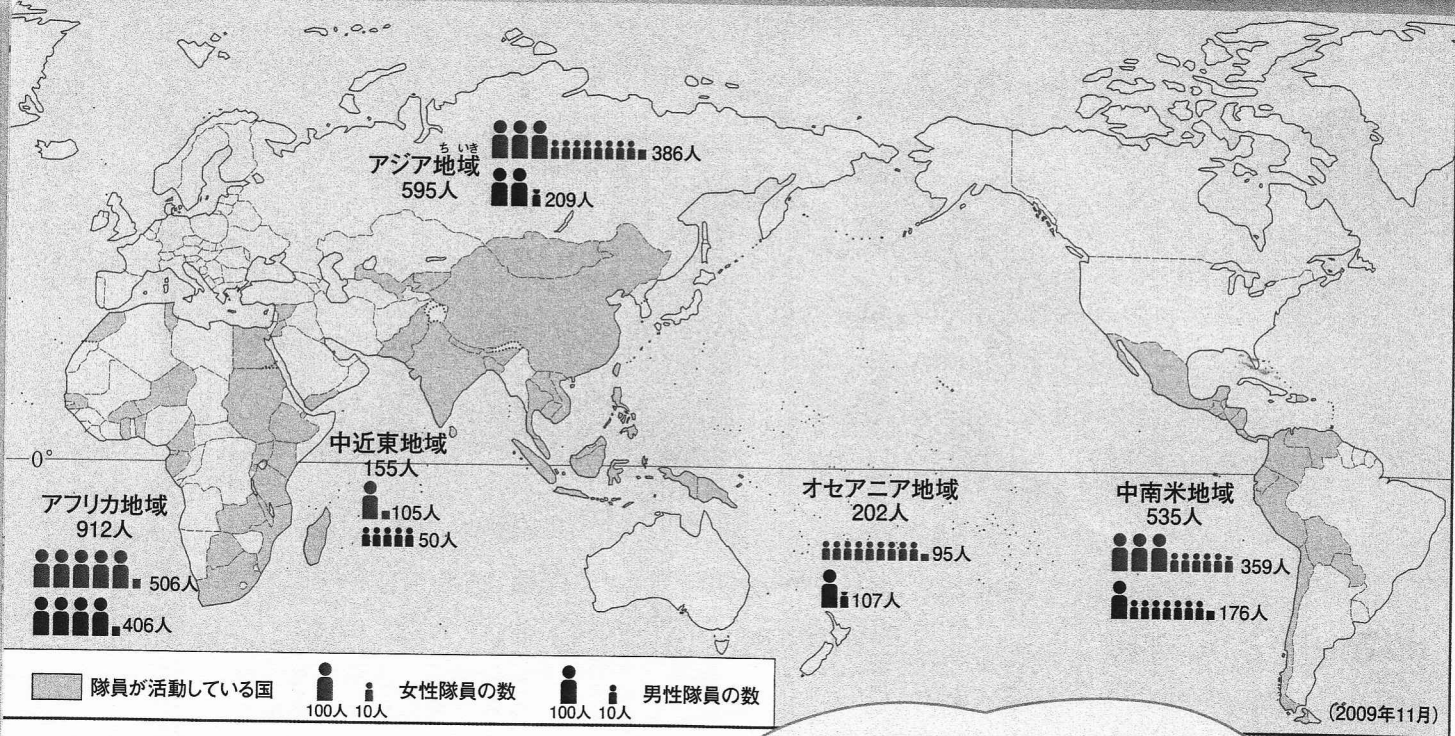 ちいき
アジア地域
595人
386人
209人
0°
中近東地域
155人
105人
50人
アフリカ地域
912人
506人
406人
オセアニア地域
202人
95人
107人
中南米地域
535人
359人
176人
隊員が活動している国
100人 10人
女性隊員の数
100人 10人
男性隊員の数
(2009年11月)